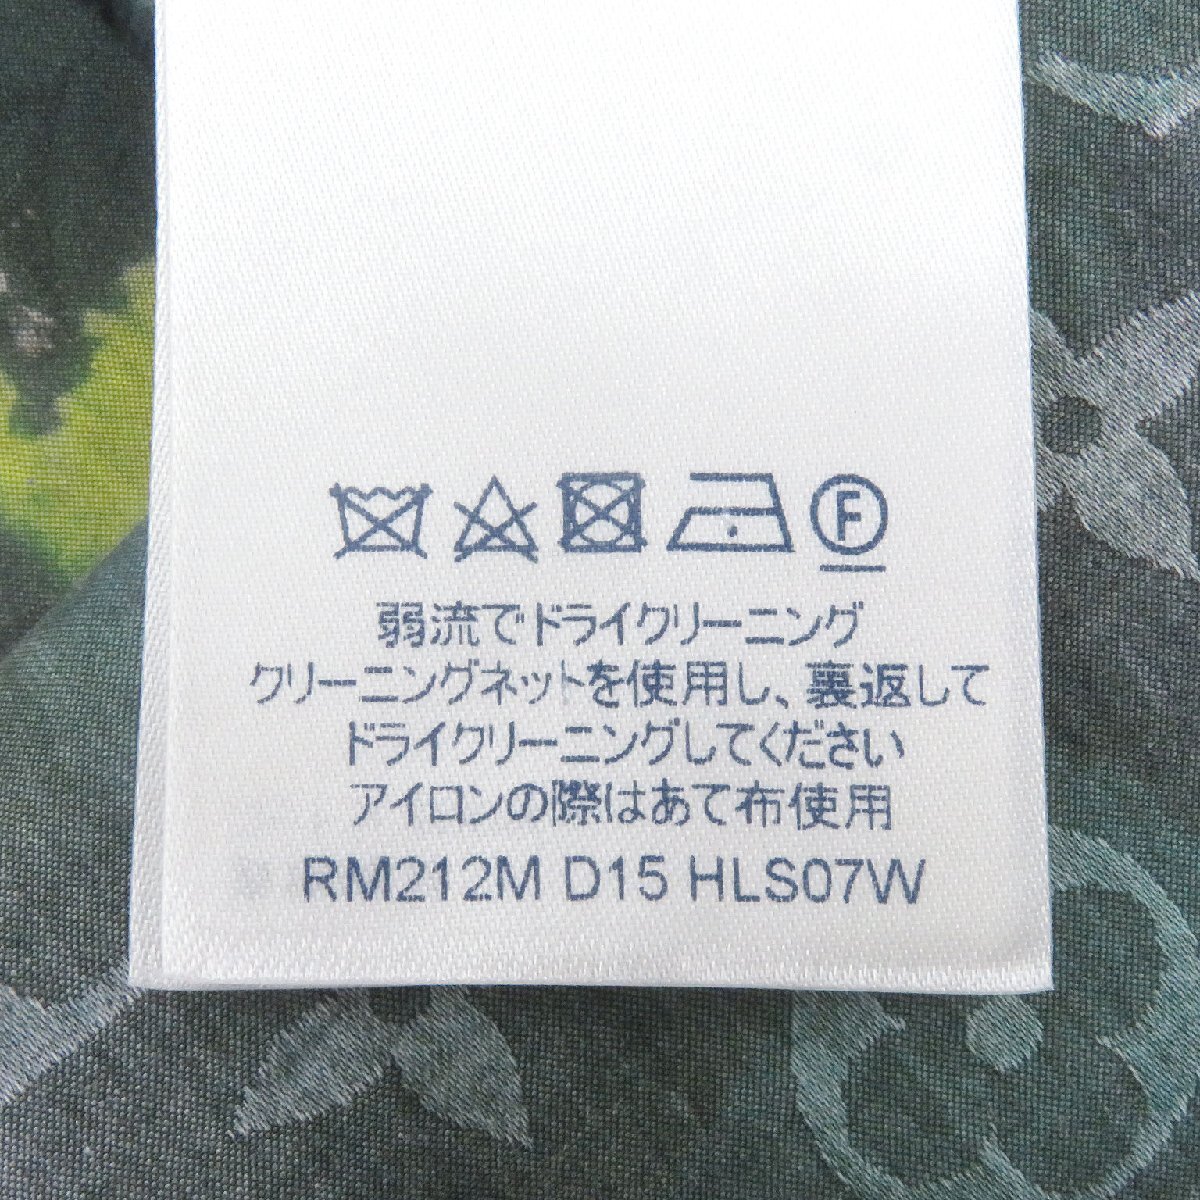 F
弱流でドライクリーニング
クリーニングネットを使用し、裏返して
ドライクリーニングしてください
アイロンの際はあて布使用
RM212M D15 HLS07W